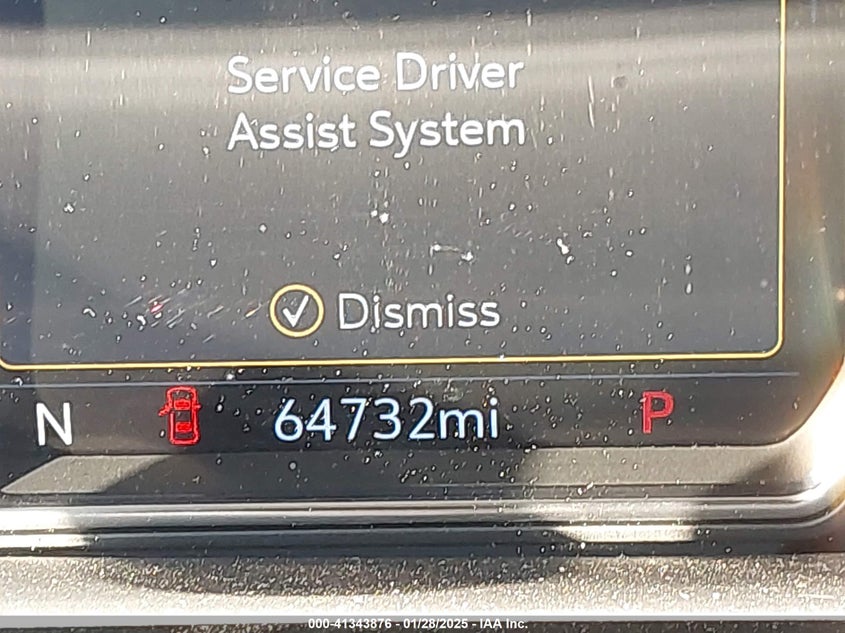 Service Driver
Assist System
Dismiss
N 64732mi P
000-41343876 - 01/28/2025 - IAA Inc.